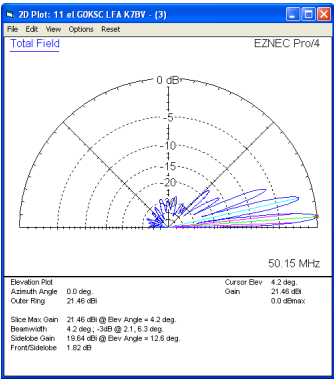 2D Plot: 11 el G0KSC LFA K7BV - (3)
File Edit View Options Reset
Total Field
EZNEC Pro/4
0 dB
-5
-10
-15
-20
50.15 MHz
Elevation Plot
Azimuth Angle 0.0 deg.
Outer Ring 21.46 dBi
Cursor Elev 4.2 deg.
Gain 21.46 dBi
0.0 dBmax
Slice Max Gain 21.46 dBi @ Elev Angle = 4.2 deg.
Beamwidth 4.2 deg.; -3dB @ 2.1, 6.3 deg.
Sidelobe Gain 19.64 dBi @ Elev Angle = 12.6 deg.
Front/Sidelobe 1.82 dB